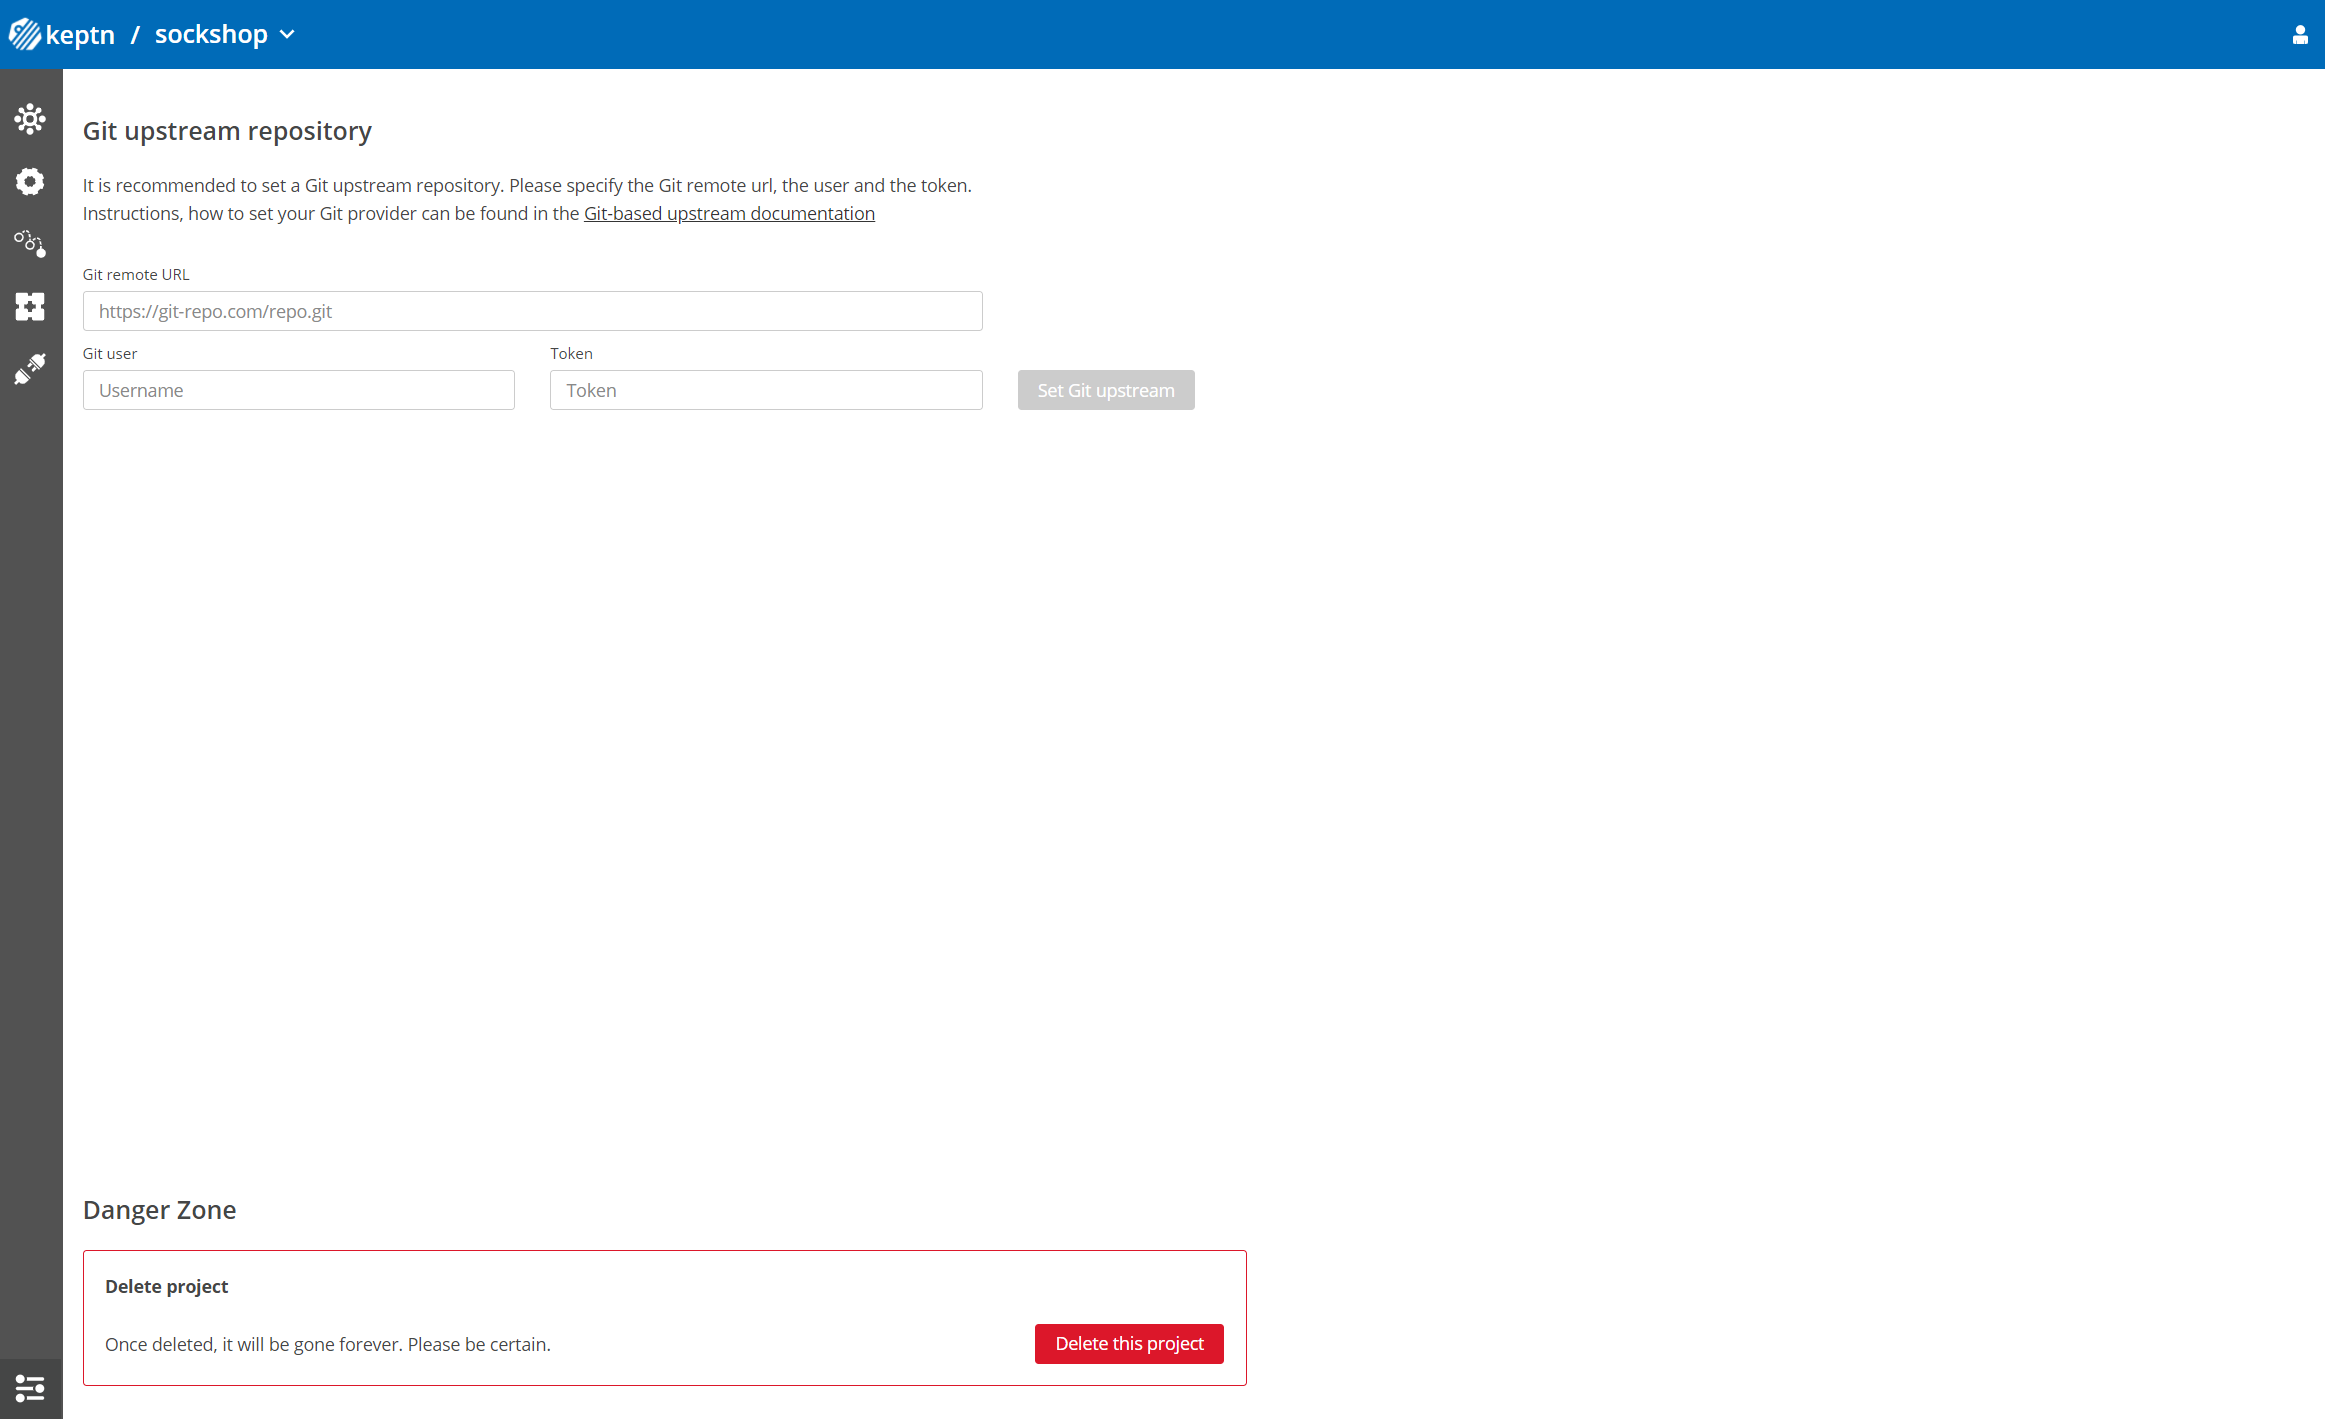 keptn / sockshop
Git upstream repository
It is recommended to set a Git upstream repository. Please specify the Git remote url, the user and the token.
Instructions, how to set your Git provider can be found in the Git-based upstream documentation
Git remote URL
https://git-repo.com/repo.git
Git user Token
Username Token Set Git upstream
Danger Zone
Delete project
Once deleted, it will be gone forever. Please be certain. Delete this project